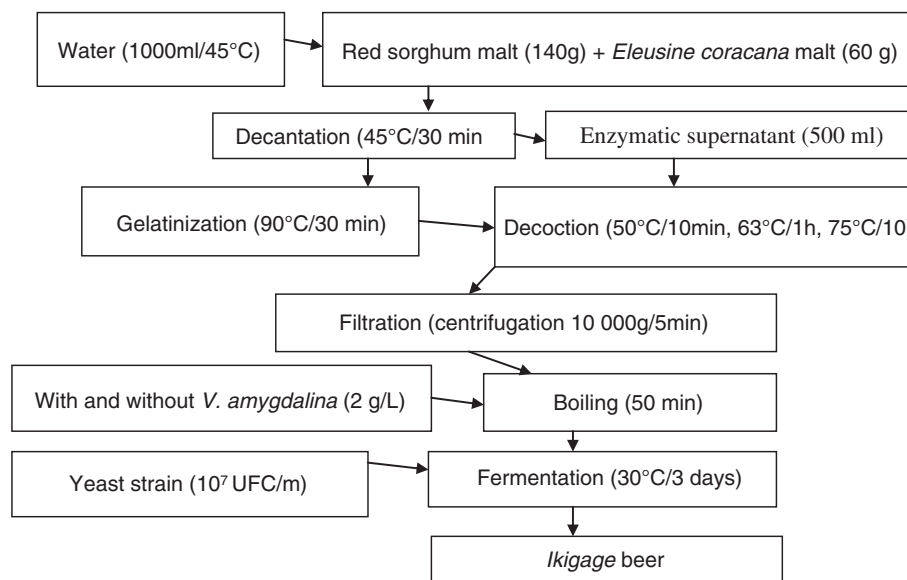 Water (1000ml/45°C)
Red sorghum malt (140g) + Eleusine coracana malt (60 g)
Decantation (45°C/30 min
Enzymatic supernatant (500 ml)
Gelatinization (90°C/30 min)
Decoction (50°C/10min, 63°C/1h, 75°C/10)
Filtration (centrifugation 10 000g/5min)
With and without V. amygdalina (2 g/L)
Boiling (50 min)
Yeast strain (10⁷ UFC/m)
Fermentation (30°C/3 days)
Ikigage beer